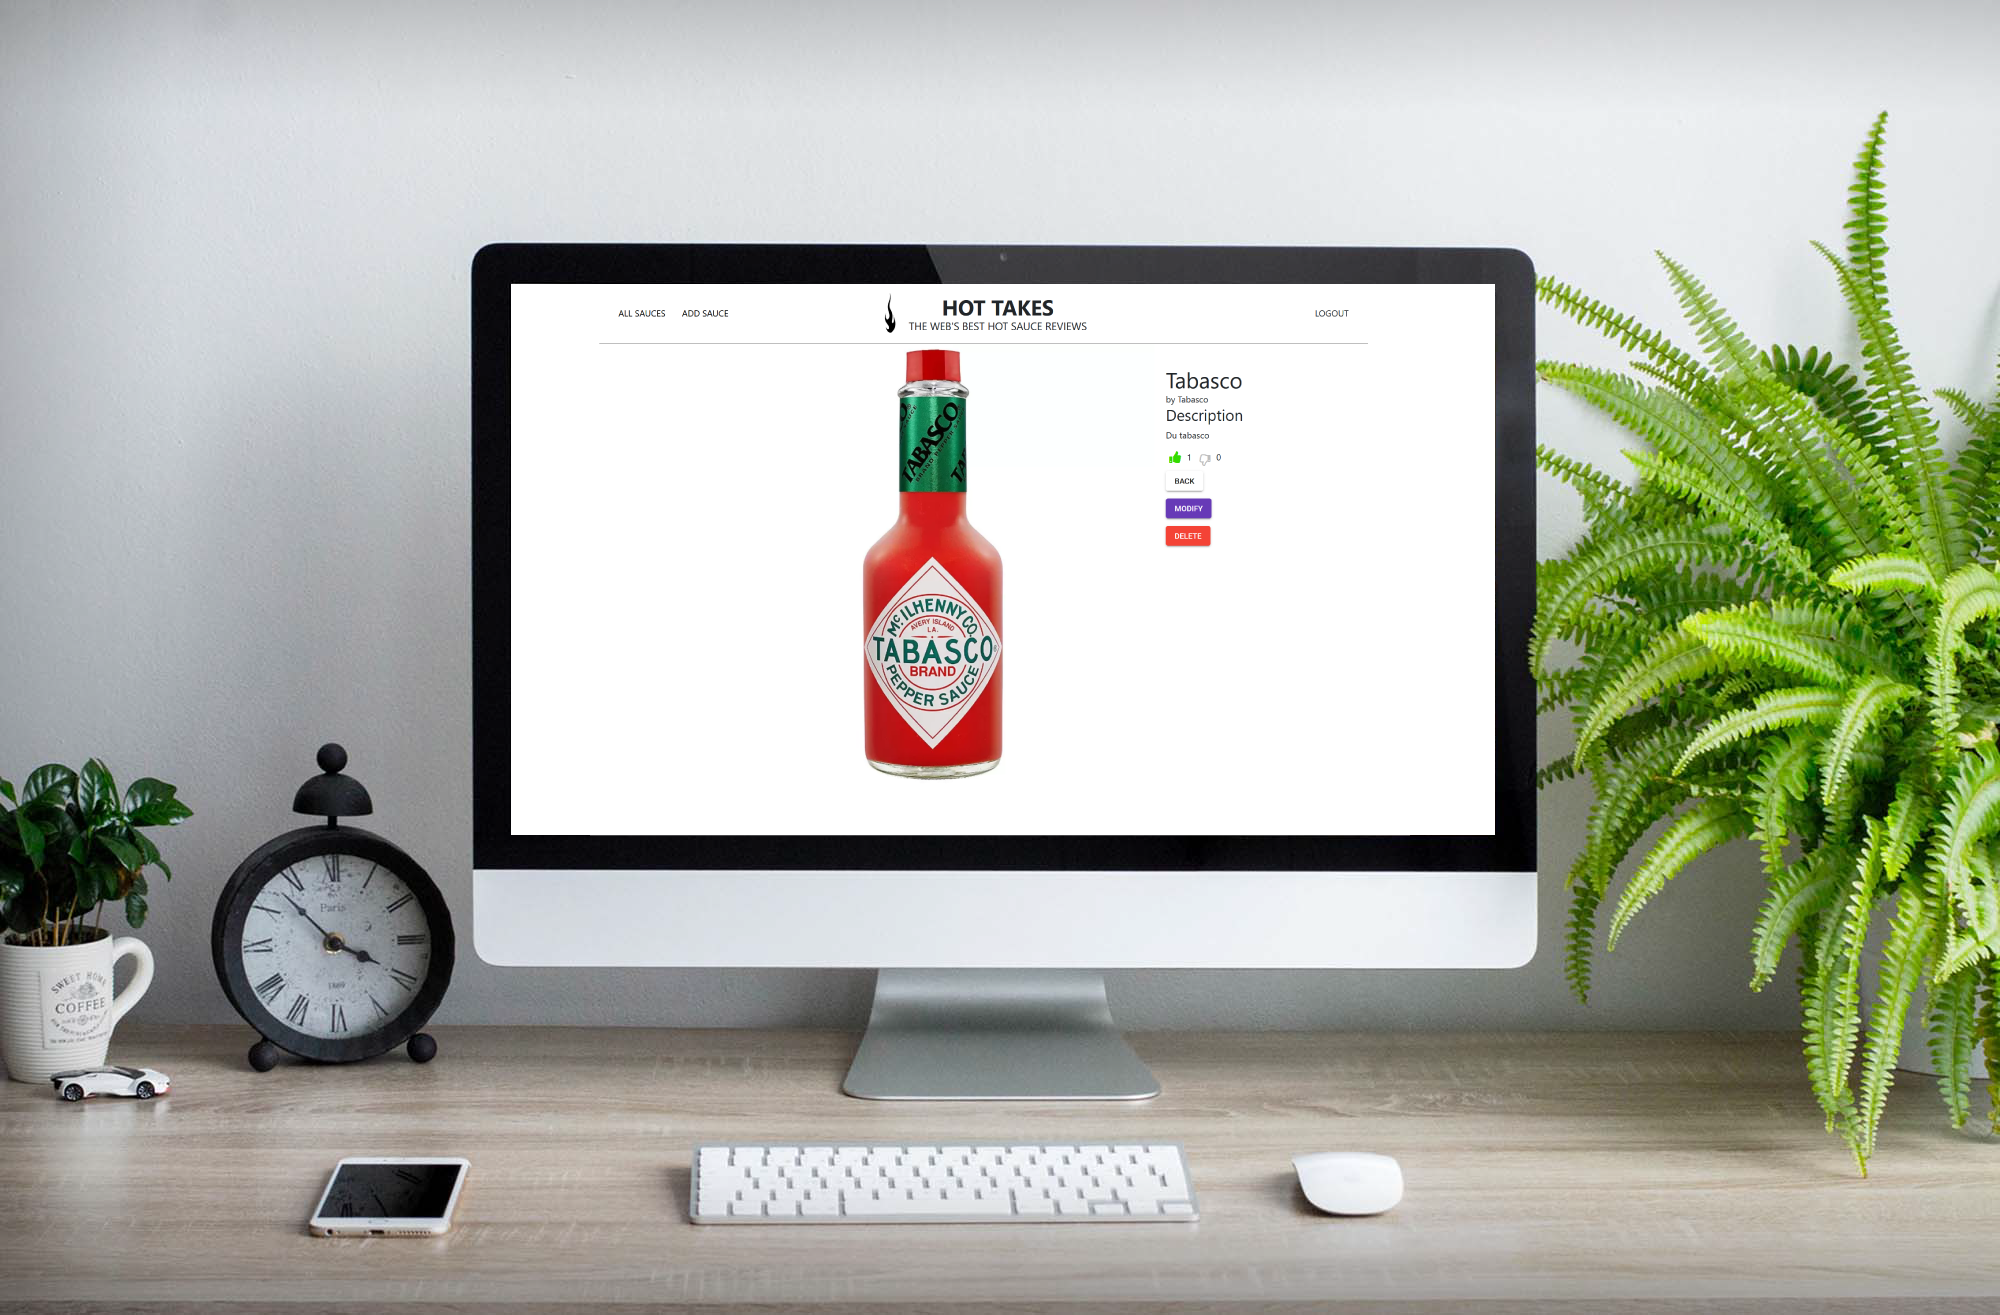 ALL SAUCES
ADD SAUCE
HOT TAKES
THE WEB'S BEST HOT SAUCE REVIEWS
LOGOUT
Tabasco
by Tabasco
Description
Du tabasco
1
0
BACK
MODIFY
DELETE
TABASCO
McILHENNY CO.
AVERY ISLAND
LA.
TABASCO®
BRAND
PEPPER SAUCE
Paris
1869
SWEET HOME
COFFEE